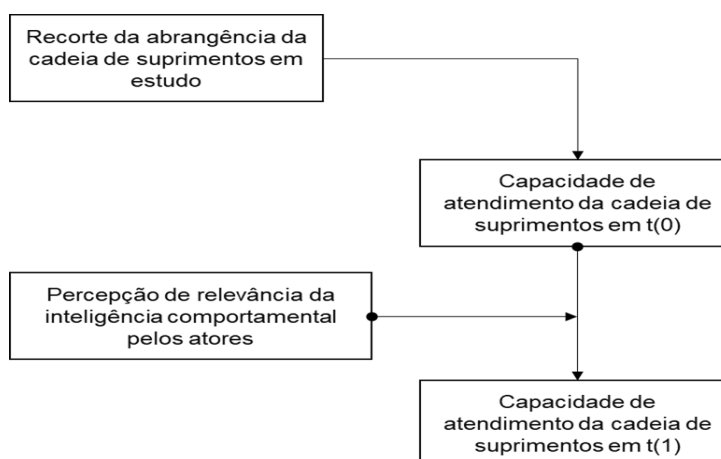 Recorte da abrangência da
cadeia de suprimentos em
estudo
Capacidade de
atendimento da cadeia de
suprimentos em t(0)
Percepção de relevância da
inteligência comportamental
pelos atores
Capacidade de
atendimento da cadeia de
suprimentos em t(1)